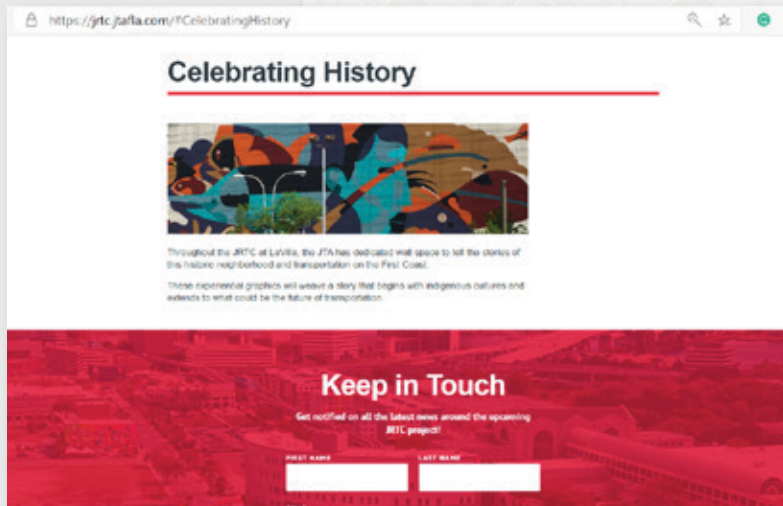 https://jrtc.jtafla.com/#CelebratingHistory
Celebrating History
Throughout the JRTC at LaVilla, the JTA has dedicated wall space to tell the stories of
this historic neighborhood and transportation on the First Coast.
These experiential graphics will weave a story that begins with indigenous cultures and
extends to what could be the future of transportation.
Keep in Touch
Get notified on all the latest news around the upcoming
JRTC project!
FIRST NAME LAST NAME